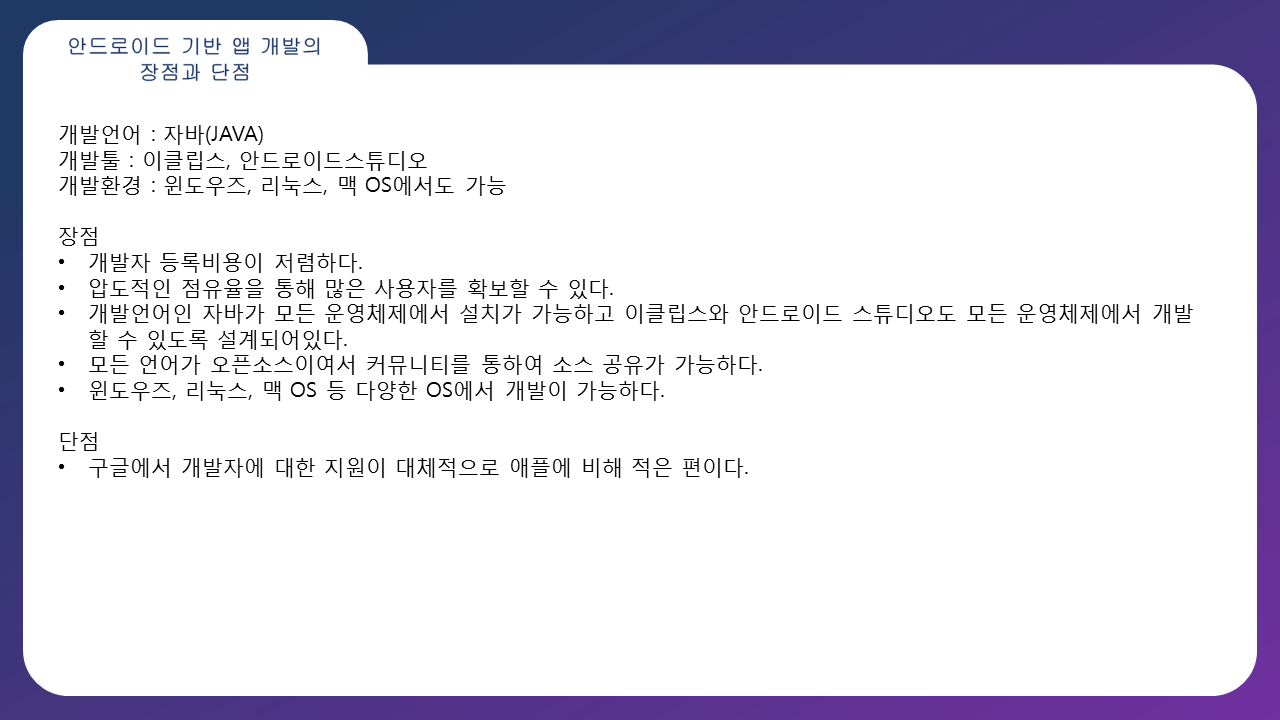 안드로이드 기반 앱 개발의
장점과 단점
개발언어 : 자바(JAVA)
개발툴 : 이클립스, 안드로이드스튜디오
개발환경 : 윈도우즈, 리눅스, 맥 OS에서도 가능
장점
• 개발자 등록비용이 저렴하다.
• 압도적인 점유율을 통해 많은 사용자를 확보할 수 있다.
• 개발언어인 자바가 모든 운영체제에서 설치가 가능하고 이클립스와 안드로이드 스튜디오도 모든 운영체제에서 개발
할 수 있도록 설계되어있다.
• 모든 언어가 오픈소스이여서 커뮤니티를 통하여 소스 공유가 가능하다.
• 윈도우즈, 리눅스, 맥 OS 등 다양한 OS에서 개발이 가능하다.
단점
• 구글에서 개발자에 대한 지원이 대체적으로 애플에 비해 적은 편이다.